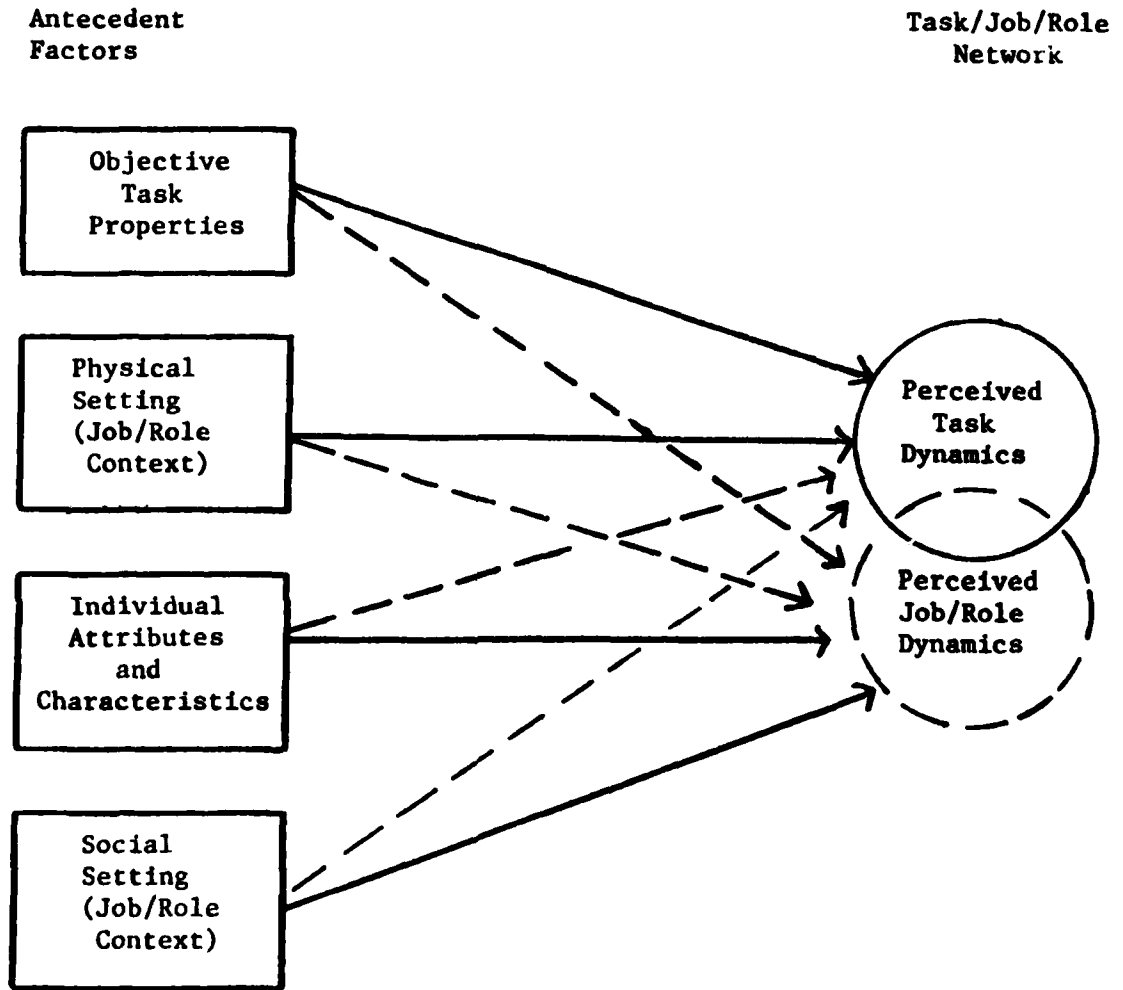 Antecedent
Factors
Task/Job/Role
Network
Objective
Task
Properties
Physical
Setting
(Job/Role
Context)
Individual
Attributes
and
Characteristics
Social
Setting
(Job/Role
Context)
Perceived
Task
Dynamics
Perceived
Job/Role
Dynamics